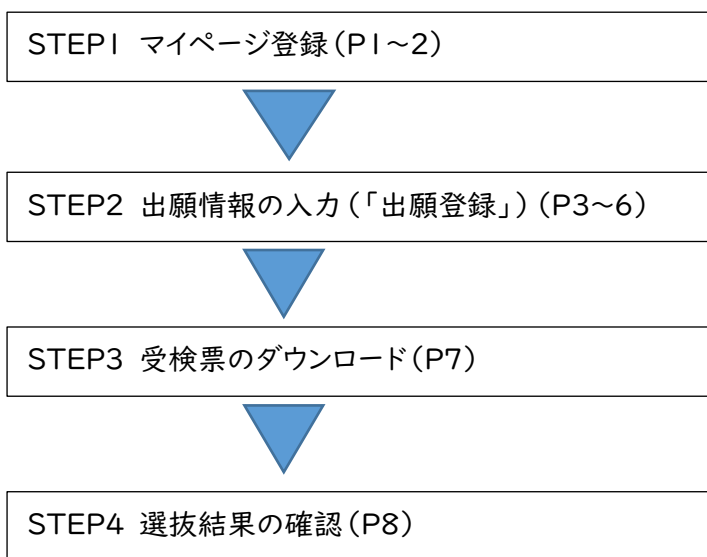 STEP1 マイページ登録(P1~2)
STEP2 出願情報の入力(「出願登録」)(P3~6)
STEP3 受検票のダウンロード(P7)
STEP4 選抜結果の確認(P8)